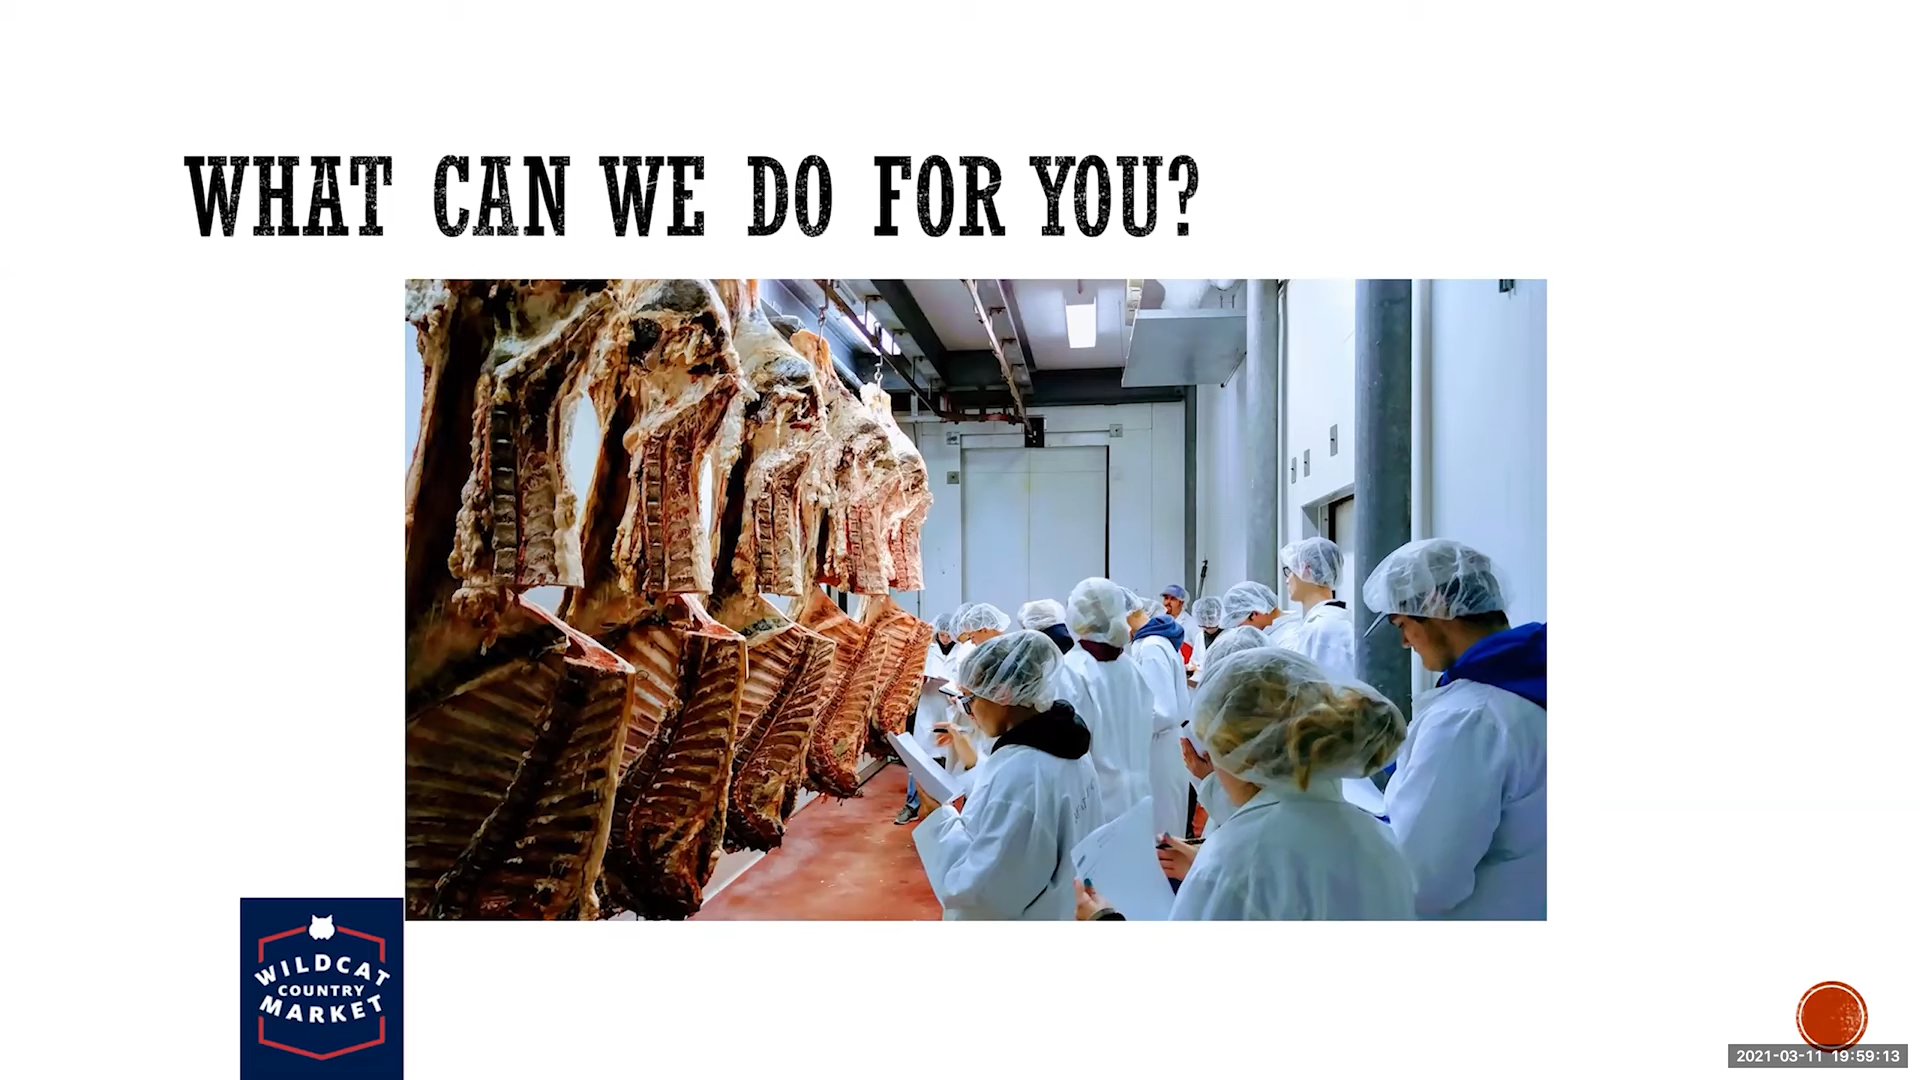 WHAT CAN WE DO FOR YOU?
WILDCAT
COUNTRY
MARKET
2021-03-11 19:59:13